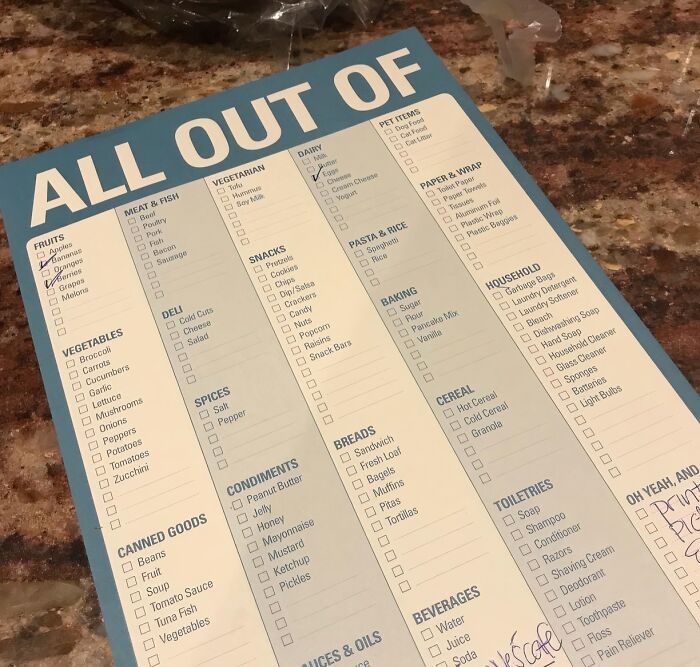 ALL OUT OF
FRUITS
Apples
Bananas
Oranges
Berries
Grapes
Melons
VEGETABLES
Broccoli
Carrots
Cucumbers
Garlic
Lettuce
Mushrooms
Onions
Peppers
Potatoes
Tomatoes
Zucchini
CANNED GOODS
Beans
Fruit
Soup
Tomato Sauce
Tuna Fish
Vegetables
MEAT & FISH
Beef
Poultry
Pork
Fish
Bacon
Sausage
DELI
Cold Cuts
Cheese
Salad
SPICES
Salt
Pepper
CONDIMENTS
Peanut Butter
Jelly
Honey
Mayonnaise
Mustard
Ketchup
Pickles
AUCES & OILS
VEGETARIAN
Tofu
Hummus
Soy Milk
SNACKS
Pretzels
Cookies
Chips
Dip/Salsa
Crackers
Candy
Nuts
Popcorn
Raisins
Snack Bars
BREADS
Sandwich
Fresh Loaf
Bagels
Muffins
Pitas
Tortillas
BEVERAGES
Water
Juice
Soda
DAIRY
Milk
Butter
Eggs
Cheese
Cream Cheese
Yogurt
PASTA & RICE
Spaghetti
Rice
BAKING
Sugar
Flour
Pancake Mix
Vanilla
CEREAL
Hot Cereal
Cold Cereal
Granola
TOILETRIES
Soap
Shampoo
Conditioner
Razors
Shaving Cream
Deodorant
Lotion
Toothpaste
Floss
Pain Reliever
PET ITEMS
Dog Food
Cat Food
Cat Litter
PAPER & WRAP
Toilet Paper
Paper Towels
Tissues
Aluminum Foil
Plastic Wrap
Plastic Baggies
HOUSEHOLD
Garbage Bags
Laundry Detergent
Laundry Softener
Bleach
Dishwashing Soap
Hand Soap
Household Cleaner
Glass Cleaner
Sponges
Batteries
Light Bulbs
OH YEAH, AND